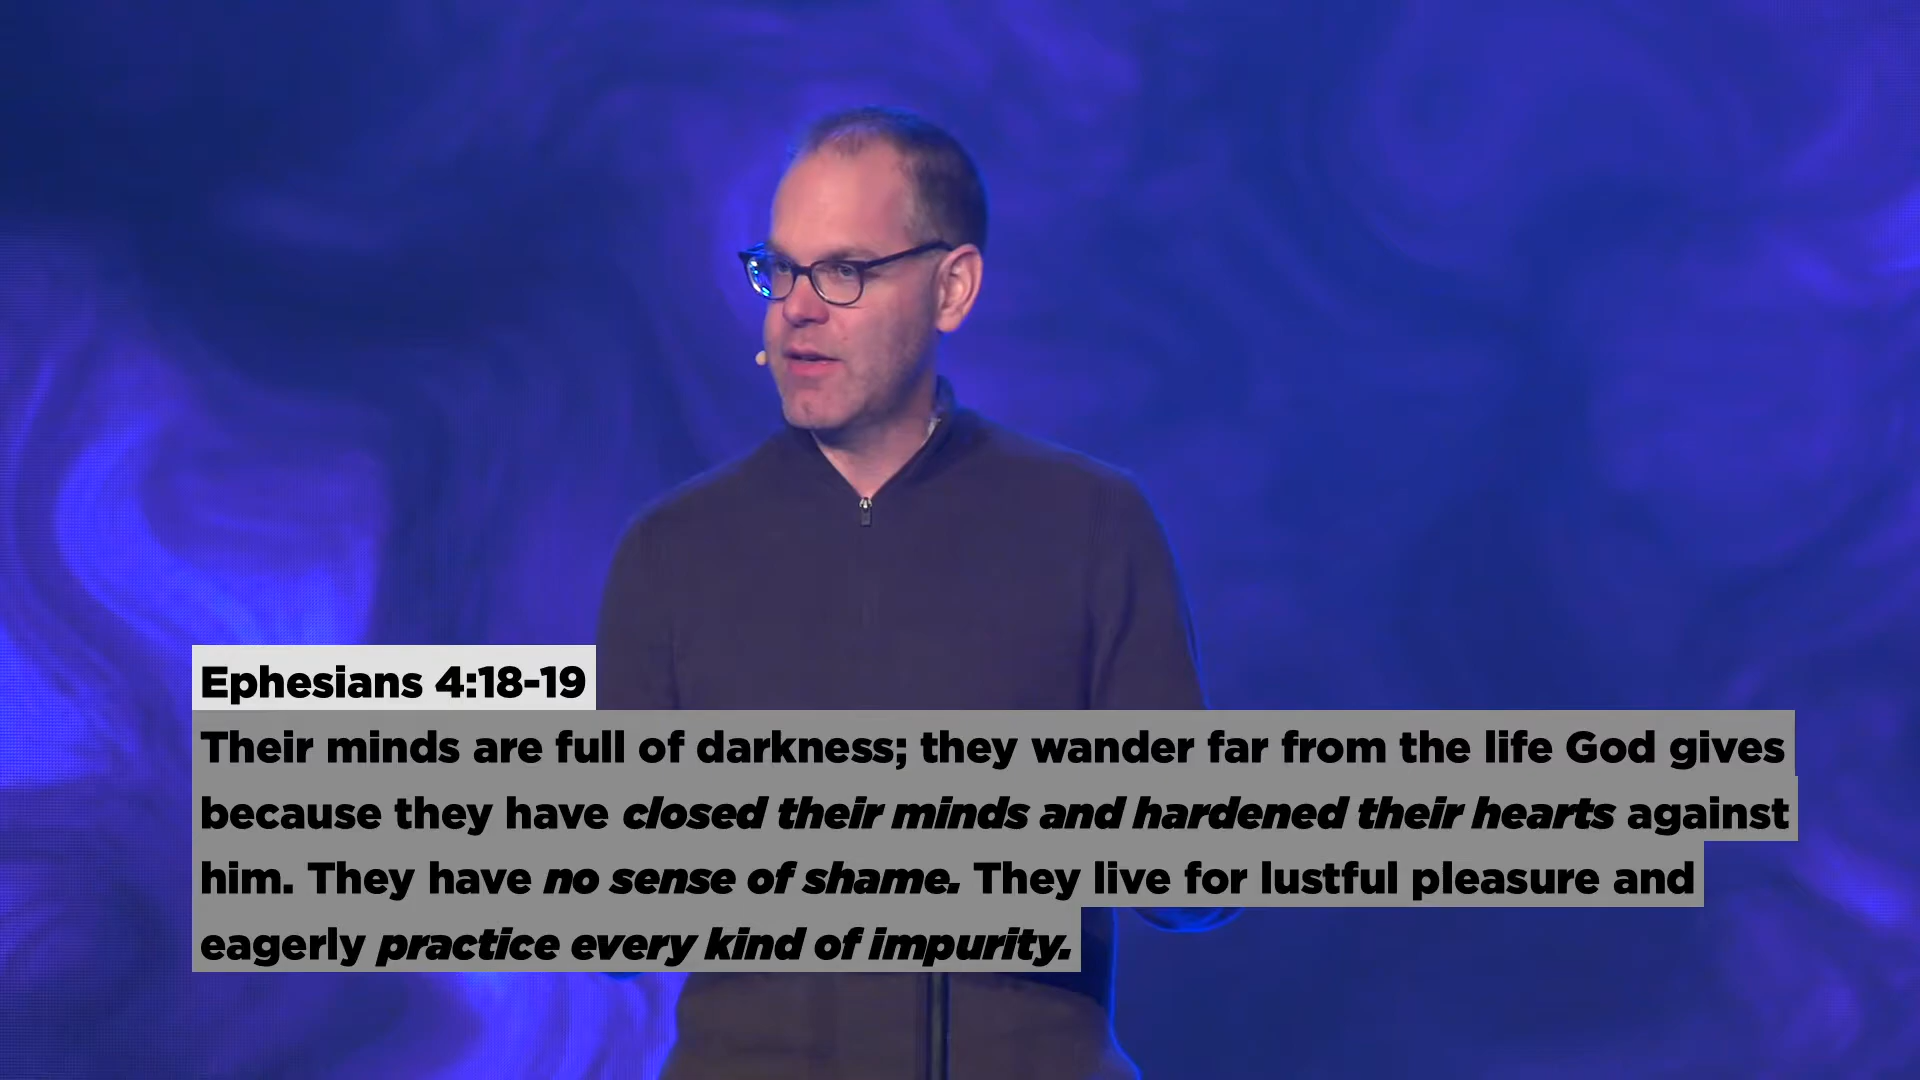 Ephesians 4:18-19
Their minds are full of darkness; they wander far from the life God gives
because they have closed their minds and hardened their hearts against
him. They have no sense of shame. They live for lustful pleasure and
eagerly practice every kind of impurity.